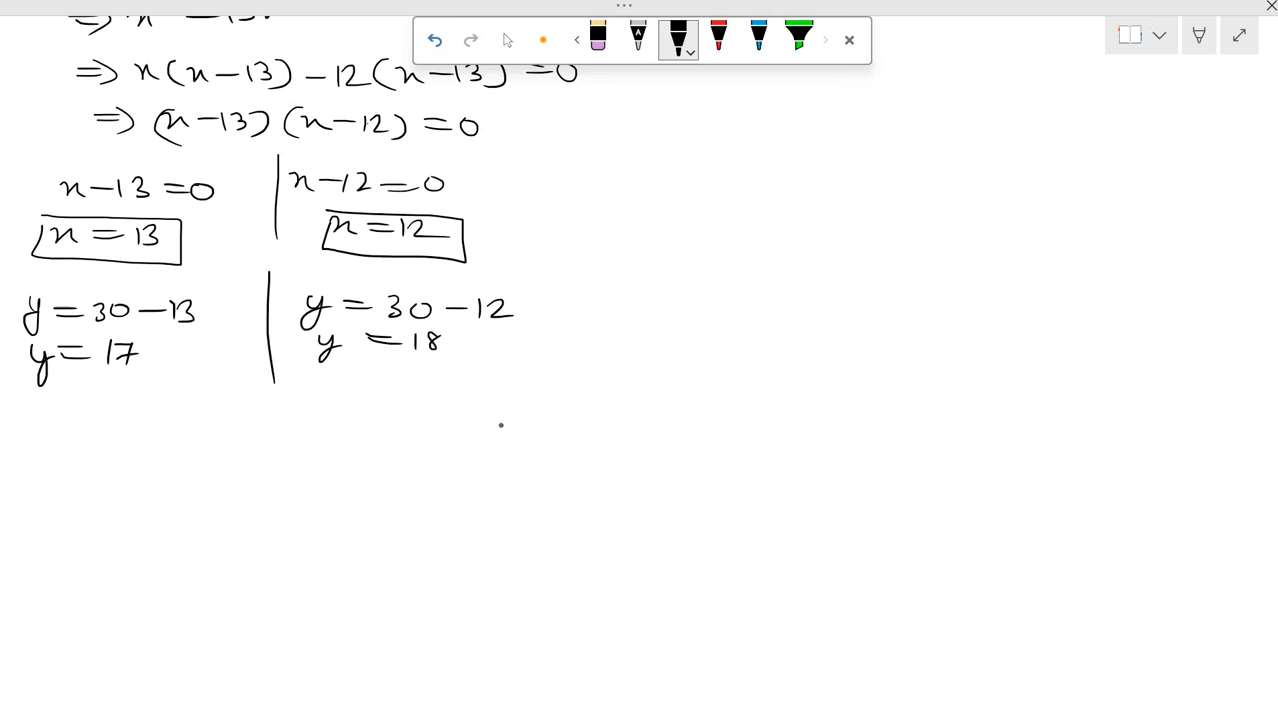 ⇒ x(x-13)-12(x-13)=0
⇒ (x-13)(x-12)=0
x-13=0
x=13
y=30-13
y=17
x-12=0
x=12
y=30-12
y=18